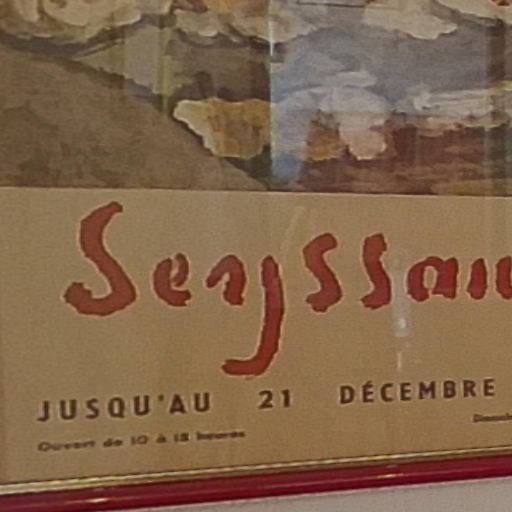 Seyssau
JUSQU'AU 21 DÉCEMBRE
Ouvert de 10 à 18 heures